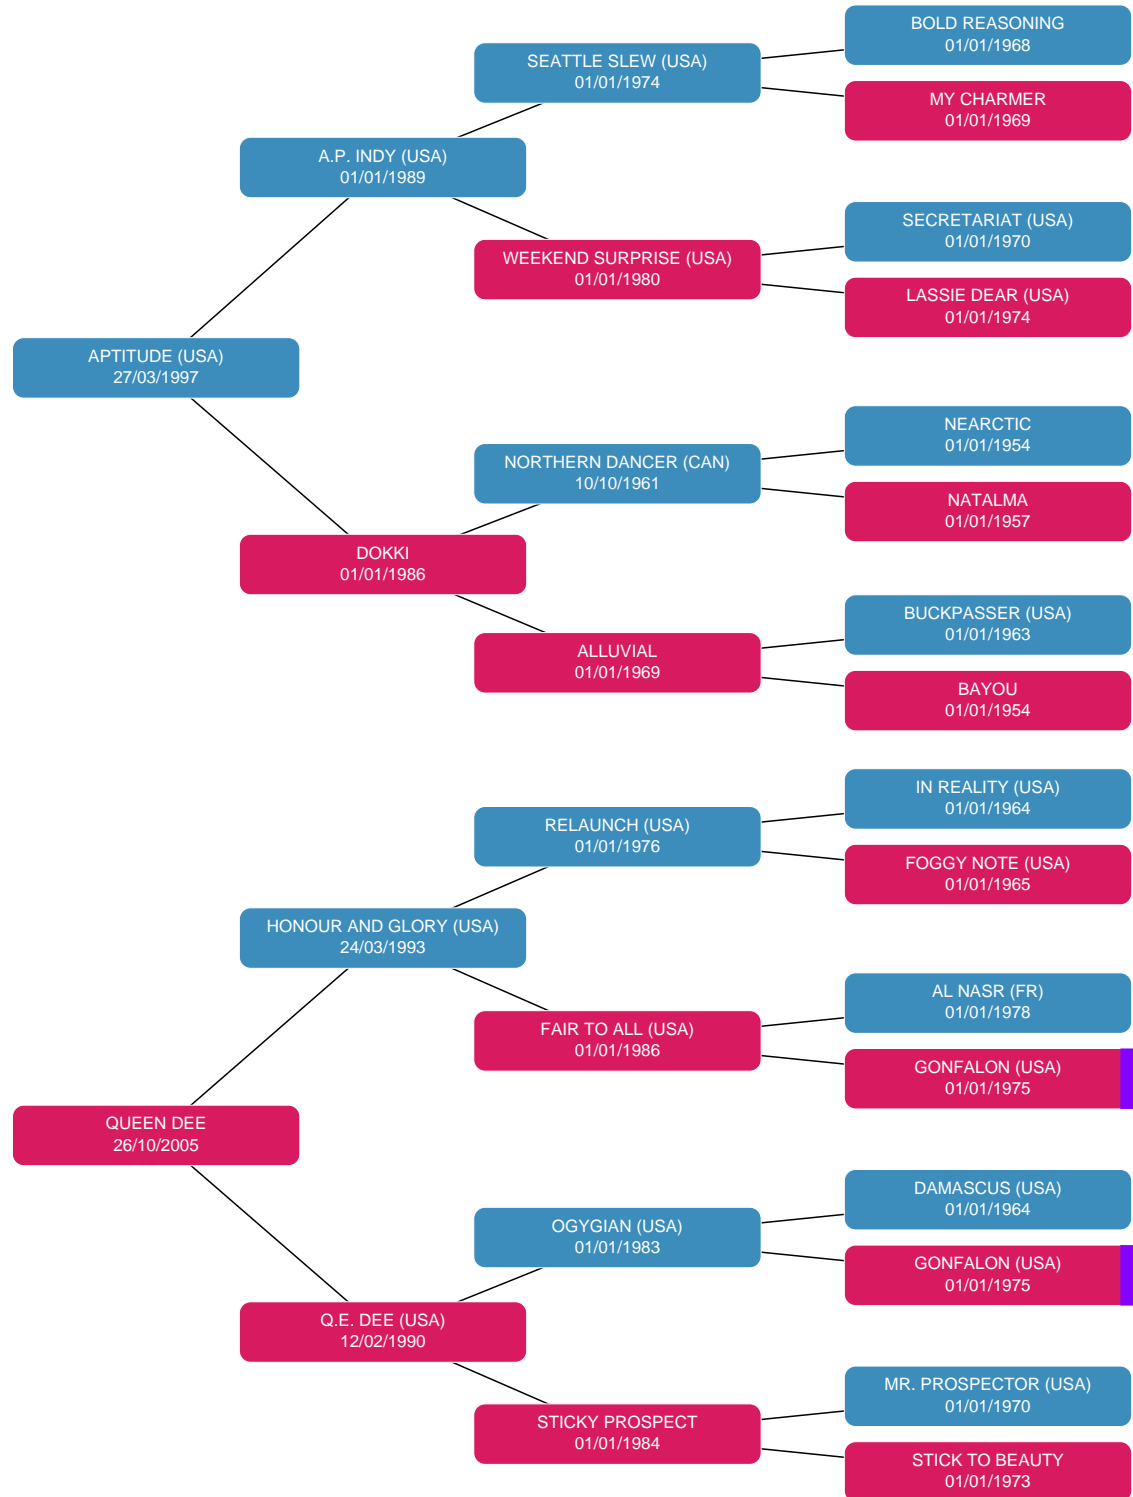 BOLD REASONING
01/01/1968
SEATTLE SLEW (USA)
01/01/1974
MY CHARMER
01/01/1969
A.P. INDY (USA)
01/01/1989
SECRETARIAT (USA)
01/01/1970
WEEKEND SURPRISE (USA)
01/01/1980
LASSIE DEAR (USA)
01/01/1974
APTITUDE (USA)
27/03/1997
NEARCTIC
01/01/1954
NORTHERN DANCER (CAN)
10/10/1961
NATALMA
01/01/1957
DOKKI
01/01/1986
BUCKPASSER (USA)
01/01/1963
ALLUVIAL
01/01/1969
BAYOU
01/01/1954
IN REALITY (USA)
01/01/1964
RELAUNCH (USA)
01/01/1976
FOGGY NOTE (USA)
01/01/1965
HONOUR AND GLORY (USA)
24/03/1993
AL NASR (FR)
01/01/1978
FAIR TO ALL (USA)
01/01/1986
GONFALON (USA)
01/01/1975
QUEEN DEE
26/10/2005
DAMASCUS (USA)
01/01/1964
OGYGIAN (USA)
01/01/1983
GONFALON (USA)
01/01/1975
Q.E. DEE (USA)
12/02/1990
MR. PROSPECTOR (USA)
01/01/1970
STICKY PROSPECT
01/01/1984
STICK TO BEAUTY
01/01/1973